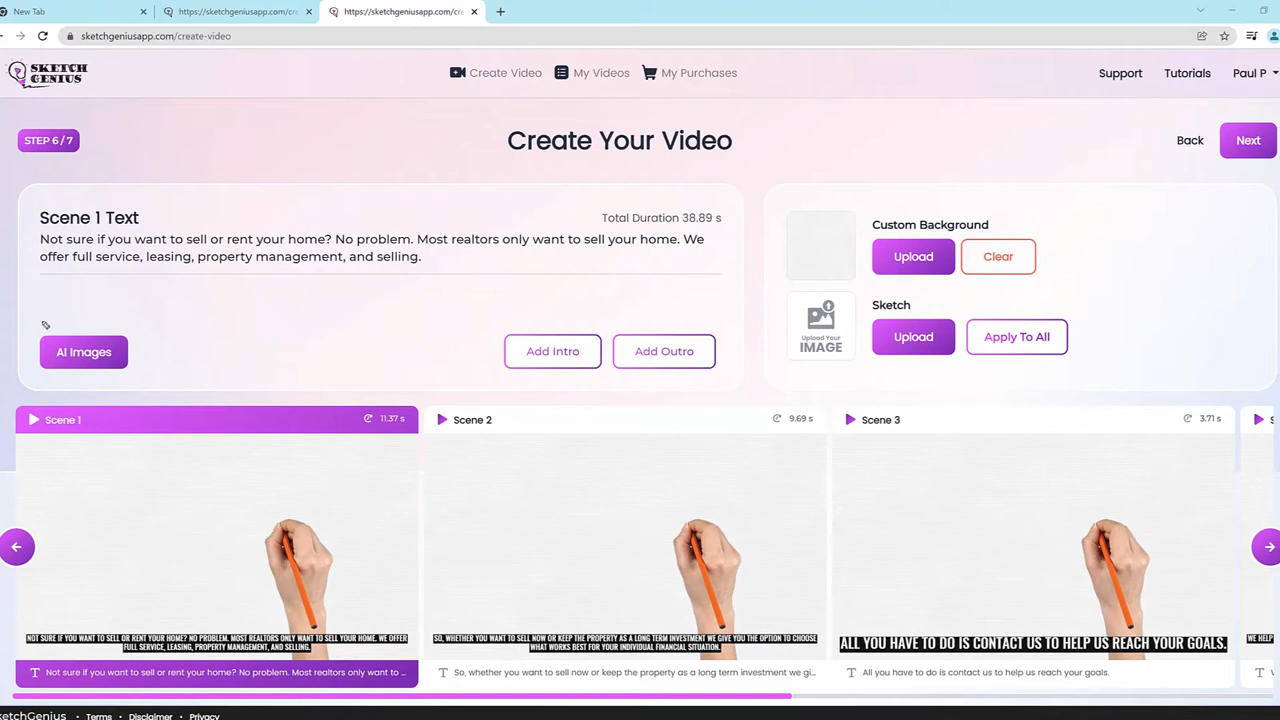 New Tab
https://sketchgeniusapp.com/cre
https://sketchgeniusapp.com/cre
sketchgeniusapp.com/create-video
SKETCH
GENIUS
Create Video
My Videos
My Purchases
Support
Tutorials
Paul P
STEP 6 / 7
Create Your Video
Back
Next
Scene 1 Text
Total Duration 38.89 s
Not sure if you want to sell or rent your home? No problem. Most realtors only want to sell your home. We
offer full service, leasing, property management, and selling.
AI Images
Add Intro
Add Outro
Custom Background
Upload
Clear
Sketch
Upload Your
IMAGE
Upload
Apply To All
Scene 1
11.37 s
Scene 2
9.69 s
Scene 3
3.71 s
NOT SURE IF YOU WANT TO SELL OR RENT YOUR HOME? NO PROBLEM. MOST REALTORS ONLY WANT TO SELL YOUR HOME. WE OFFER
FULL SERVICE, LEASING, PROPERTY MANAGEMENT, AND SELLING.
SO, WHETHER YOU WANT TO SELL NOW OR KEEP THE PROPERTY AS A LONG TERM INVESTMENT WE GIVE YOU THE OPTION TO CHOOSE
WHAT WORKS BEST FOR YOUR INDIVIDUAL FINANCIAL SITUATION.
ALL YOU HAVE TO DO IS CONTACT US TO HELP US REACH YOUR GOALS.
WE HELP
Not sure if you want to sell or rent your home? No problem. Most realtors only want to ...
So, whether you want to sell now or keep the property as a long term investment we gi...
All you have to do is contact us to help us reach your goals.
ketchGenius • Terms • Disclaimer • Privacy